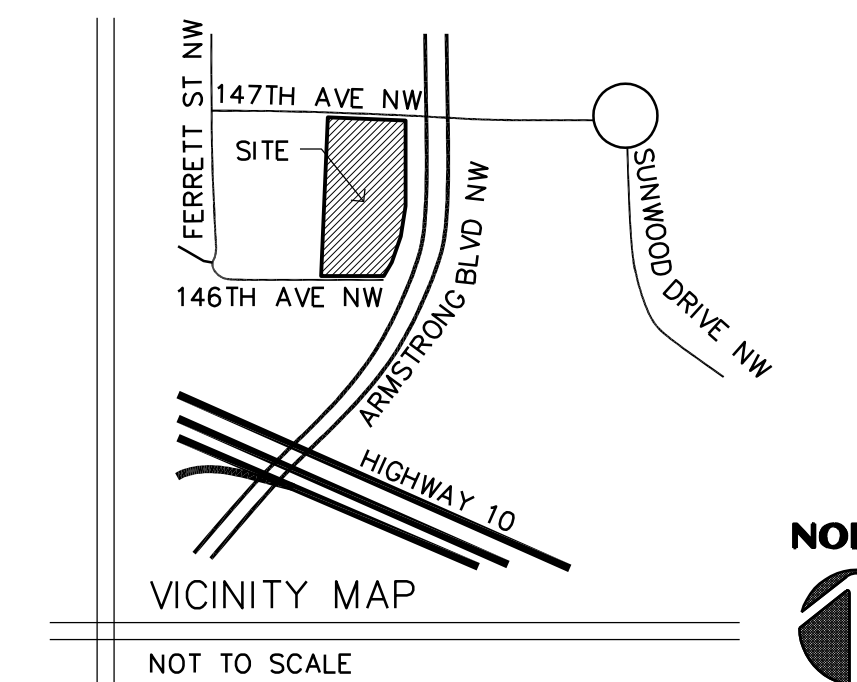 FERRETT ST NW
147TH AVE NW
SITE
146TH AVE NW
ARMSTRONG BLVD NW
SUNWOOD DRIVE NW
HIGHWAY 10
VICINITY MAP
NOT TO SCALE